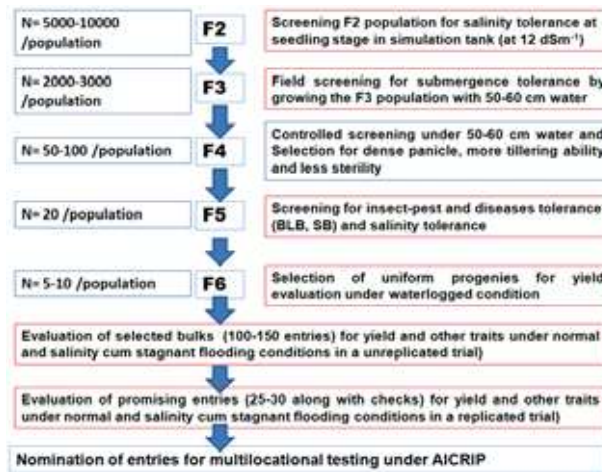 N= 5000-10000
/population
F2
Screening F2 population for salinity tolerance at
seedling stage in simulation tank (at 12 dSm⁻¹)
N= 2000-3000
/population
F3
Field screening for submergence tolerance by
growing the F3 population with 50-60 cm water
N= 50-100 /population
F4
Controlled screening under 50-60 cm water and
Selection for dense panicle, more tillering ability
and less sterility
N= 20 /population
F5
Screening for insect-pest and diseases tolerance
(BLB, SB) and salinity tolerance
N= 5-10 /population
F6
Selection of uniform progenies for yield
evaluation under waterlogged condition
Evaluation of selected bulks (100-150 entries) for yield and other traits under normal
and salinity cum stagnant flooding conditions in a unreplicated trial)
Evaluation of promising entries (25-30 along with checks) for yield and other traits
under normal and salinity cum stagnant flooding conditions in a replicated trial)
Nomination of entries for multilocational testing under AICRIP